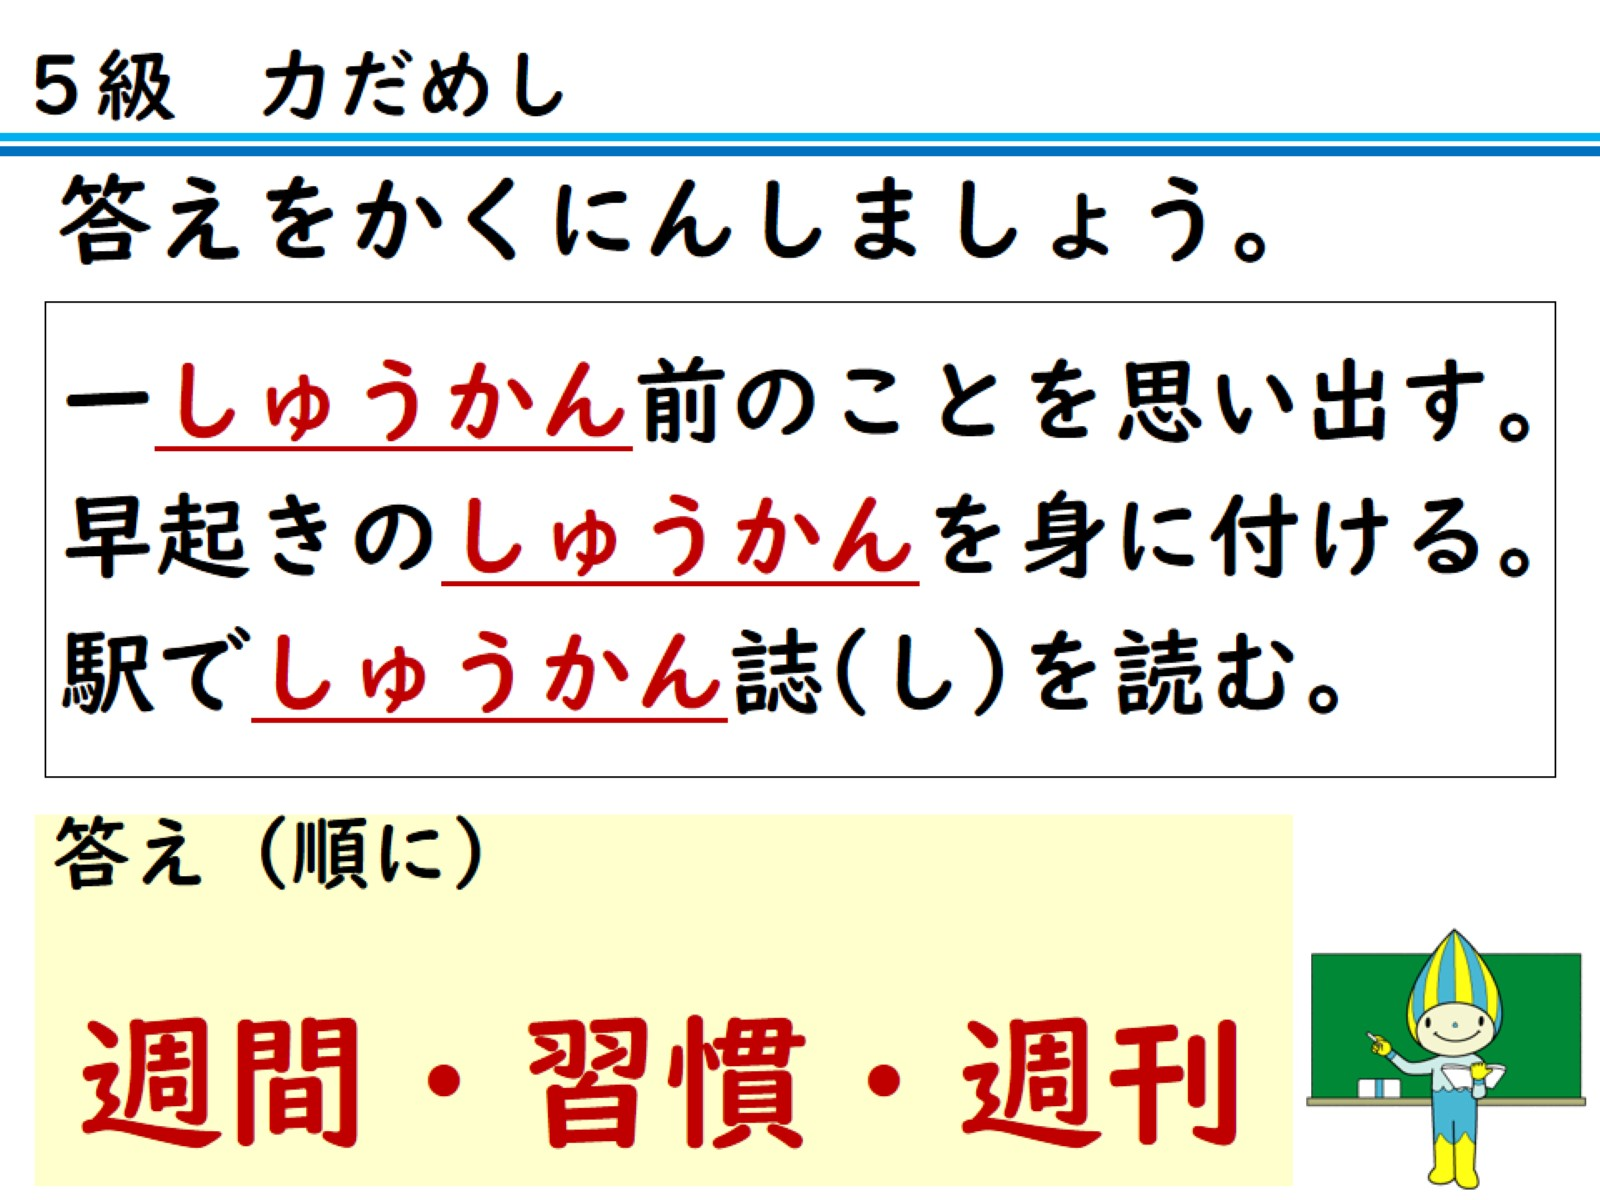 ５級　力だめし
答えをかくにんしましょう。
一しゅうかん前のことを思い出す。
早起きのしゅうかんを身に付ける。
駅でしゅうかん誌(し)を読む。
答え（順に）
週間・習慣・週刊